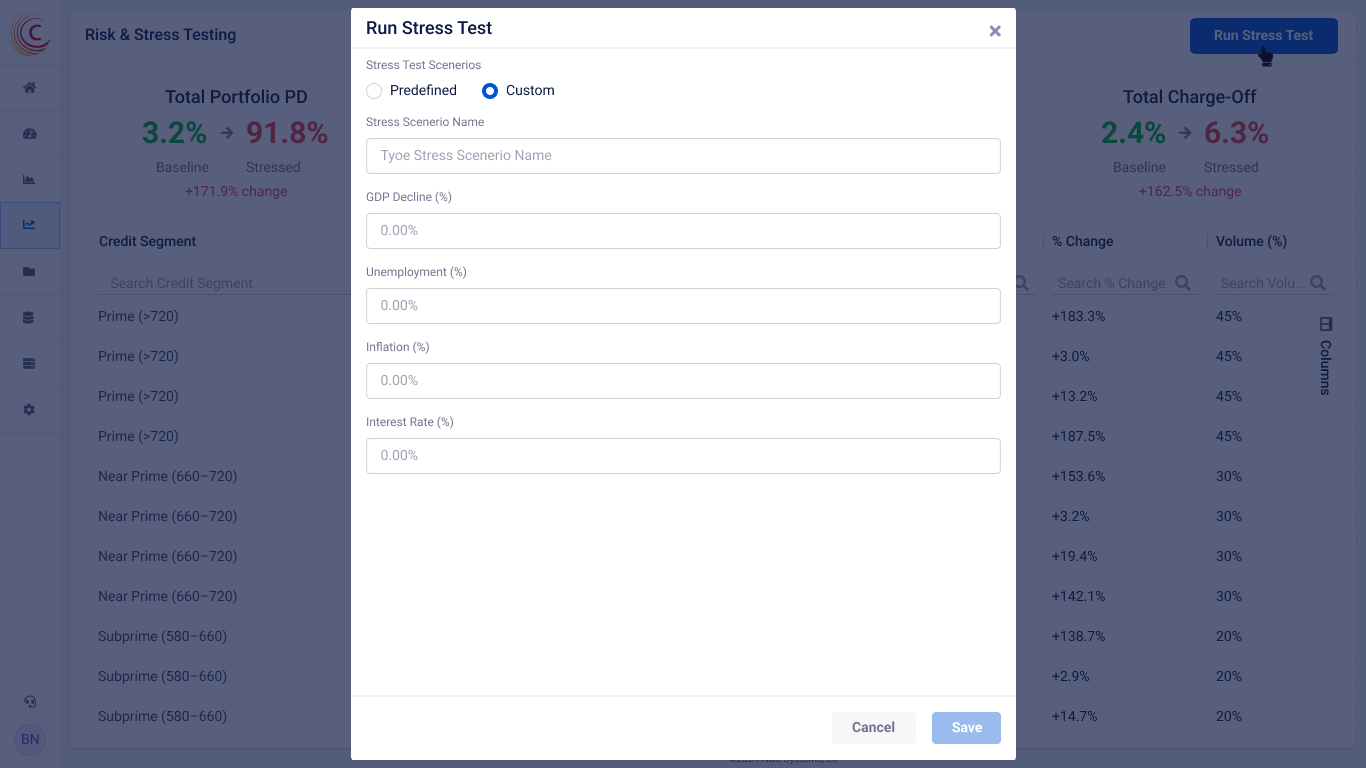 Risk & Stress Testing
Run Stress Test
Total Portfolio PD
3.2% → 91.8%
Baseline Stressed
+171.9% change
Total Charge-Off
2.4% → 6.3%
Baseline Stressed
+162.5% change
Credit Segment
% Change
Volume (%)
Search Credit Segment
Search % Change
Search Volu...
Prime (>720) +183.3% 45%
Prime (>720) +3.0% 45%
Prime (>720) +13.2% 45%
Prime (>720) +187.5% 45%
Near Prime (660–720) +153.6% 30%
Near Prime (660–720) +3.2% 30%
Near Prime (660–720) +19.4% 30%
Near Prime (660–720) +142.1% 30%
Subprime (580–660) +138.7% 20%
Subprime (580–660) +2.9% 20%
Subprime (580–660) +14.7% 20%
Columns
BN
Run Stress Test
Stress Test Scenerios
Predefined
Custom
Stress Scenerio Name
Tyoe Stress Scenerio Name
GDP Decline (%)
0.00%
Unemployment (%)
0.00%
Inflation (%)
0.00%
Interest Rate (%)
0.00%
Cancel
Save